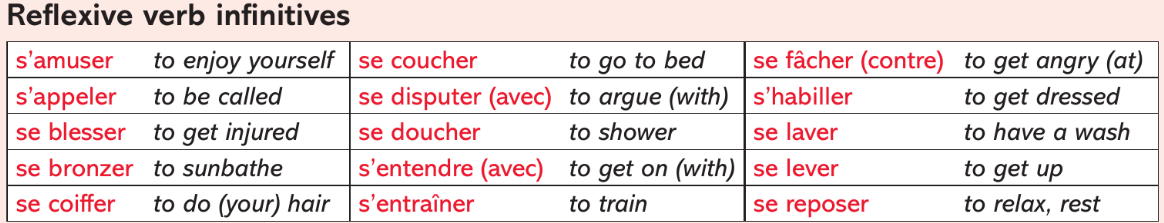 Reflexive verb infinitives
s’amuser to enjoy yourself se coucher to go to bed se fâcher (contre) to get angry (at)
s’appeler to be called se disputer (avec) to argue (with) s’habiller to get dressed
se blesser to get injured se doucher to shower se laver to have a wash
se bronzer to sunbathe s’entendre (avec) to get on (with) se lever to get up
se coiffer to do (your) hair s’entraîner to train se reposer to relax, rest